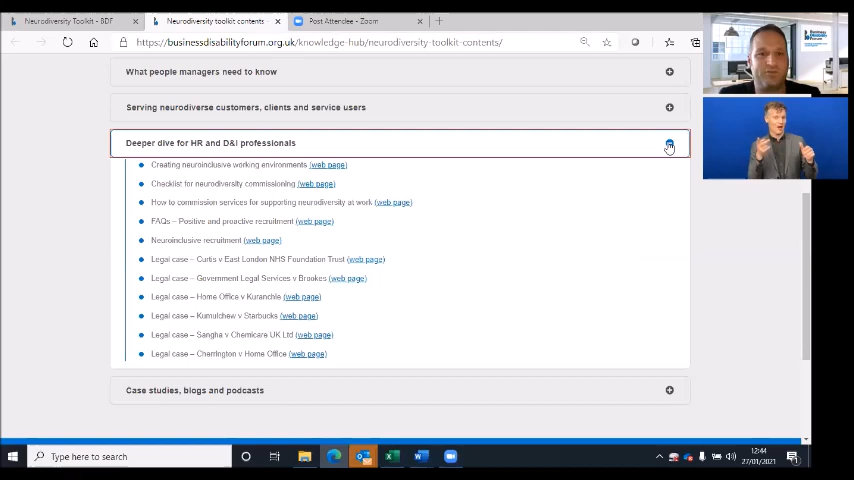 Neurodiversity Toolkit - BDF
Neurodiversity toolkit contents -
Post Attendee - Zoom
https://businessdisabilityforum.org.uk/knowledge-hub/neurodiversity-toolkit-contents/
What people managers need to know
Serving neurodiverse customers, clients and service users
Deeper dive for HR and D&I professionals
Creating neuroinclusive working environments (web page)
Checklist for neurodiversity commissioning (web page)
How to commission services for supporting neurodiversity at work (web page)
FAQs – Positive and proactive recruitment (web page)
Neuroinclusive recruitment (web page)
Legal case – Curtis v East London NHS Foundation Trust (web page)
Legal case – Government Legal Services v Brookes (web page)
Legal case – Home Office v Kuranchie (web page)
Legal case – Kumulchew v Starbucks (web page)
Legal case – Sangha v Chemicare UK Ltd (web page)
Legal case – Cherrington v Home Office (web page)
Case studies, blogs and podcasts
Type here to search
12:44
27/01/2021